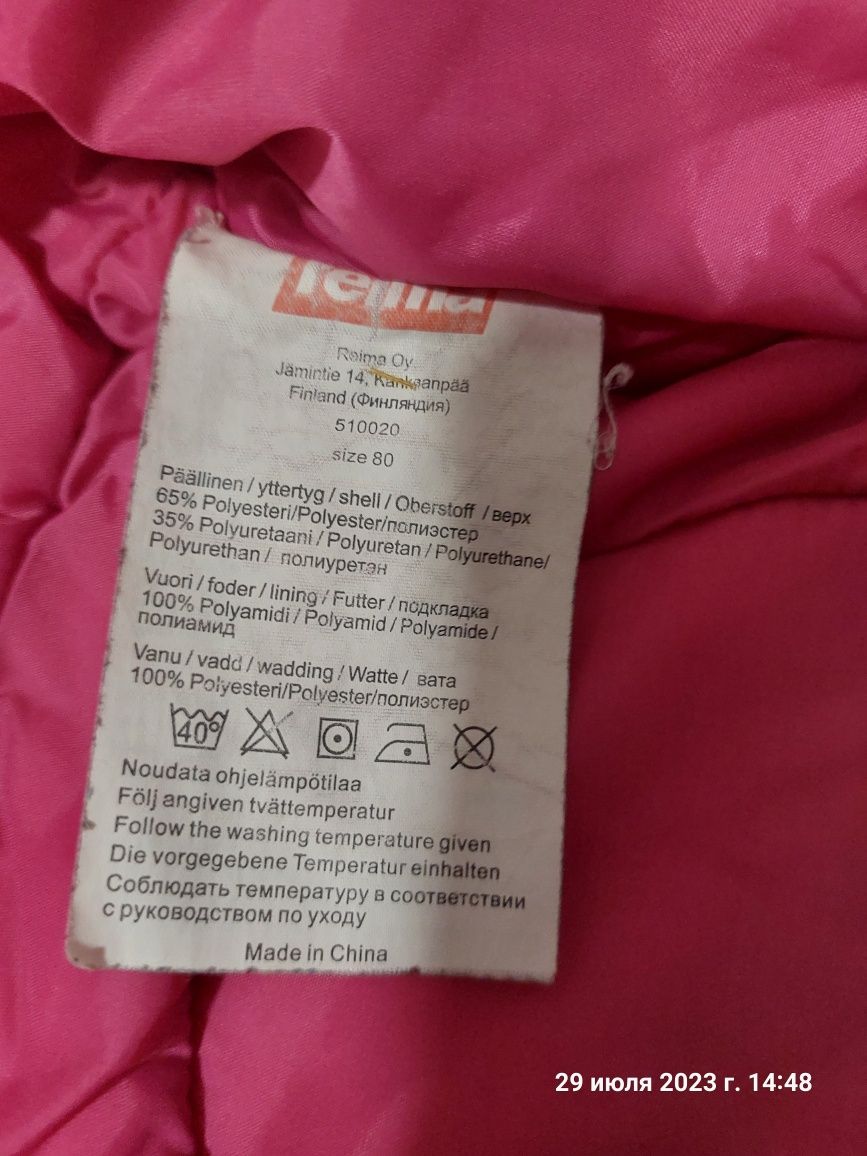 reima
Reima Oy
Jämintie 14, Kankaanpää
Finland (Финляндия)
510020
size 80
Päällinen / yttertyg / shell / Oberstoff / верх
65% Polyesteri/Polyester/полиэстер
35% Polyuretaani / Polyuretan / Polyurethane/
Polyurethan / полиуретэн
Vuori / foder / lining / Futter / подкладка
100% Polyamidi / Polyamid / Polyamide /
полиамид
Vanu / vadd / wadding / Watte / вата
100% Polyesteri/Polyester/полиэстер
40°
Noudata ohjelämpötilaa
Följ angiven tvättemperatur
Follow the washing temperature given
Die vorgegebene Temperatur einhalten
Соблюдать температуру в соответствии
с руководством по уходу
Made in China
29 июля 2023 г. 14:48